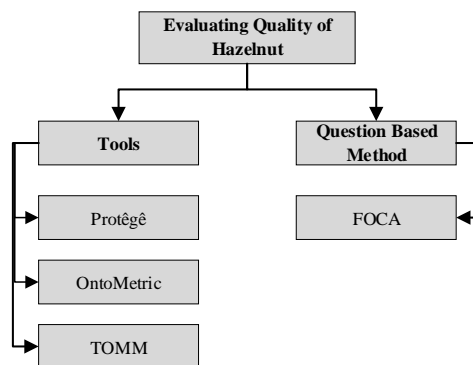 Evaluating Quality of
Hazelnut
Tools
Question Based
Method
Protêgê
FOCA
OntoMetric
TOMM